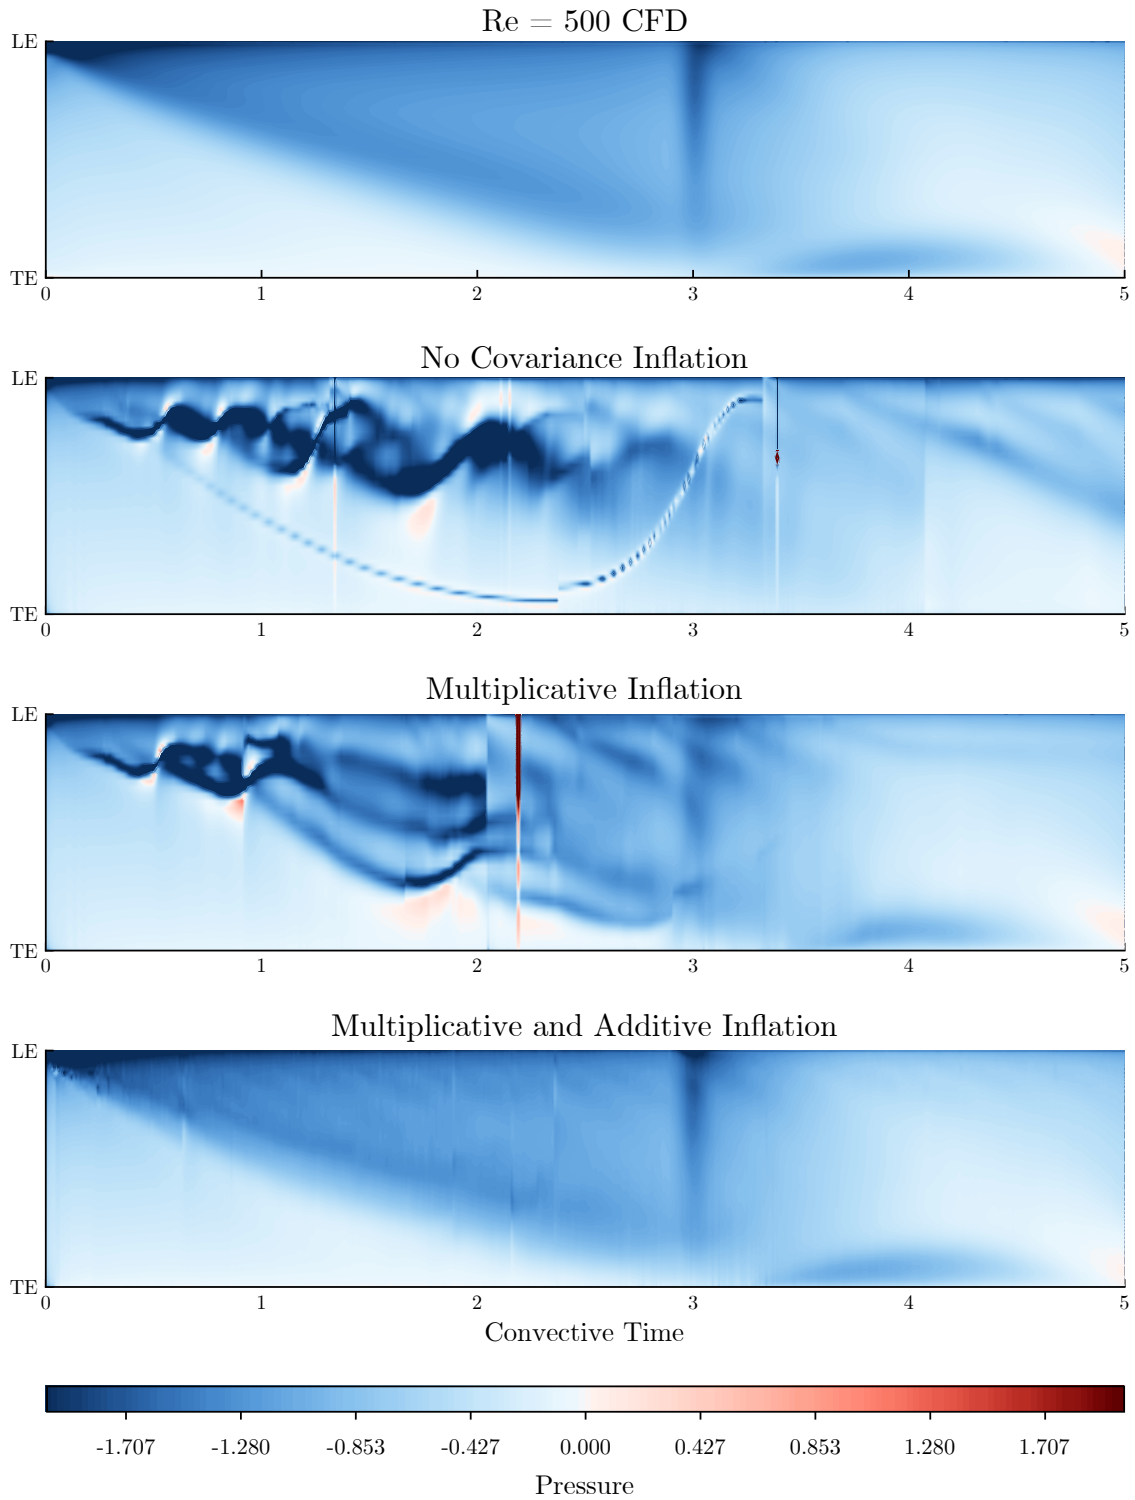 Re = 500 CFD
LE
TE
0 1 2 3 4 5
No Covariance Inflation
LE
TE
0 1 2 3 4 5
Multiplicative Inflation
LE
TE
0 1 2 3 4 5
Multiplicative and Additive Inflation
LE
TE
0 1 2 3 4 5
Convective Time
-1.707 -1.280 -0.853 -0.427 0.000 0.427 0.853 1.280 1.707
Pressure